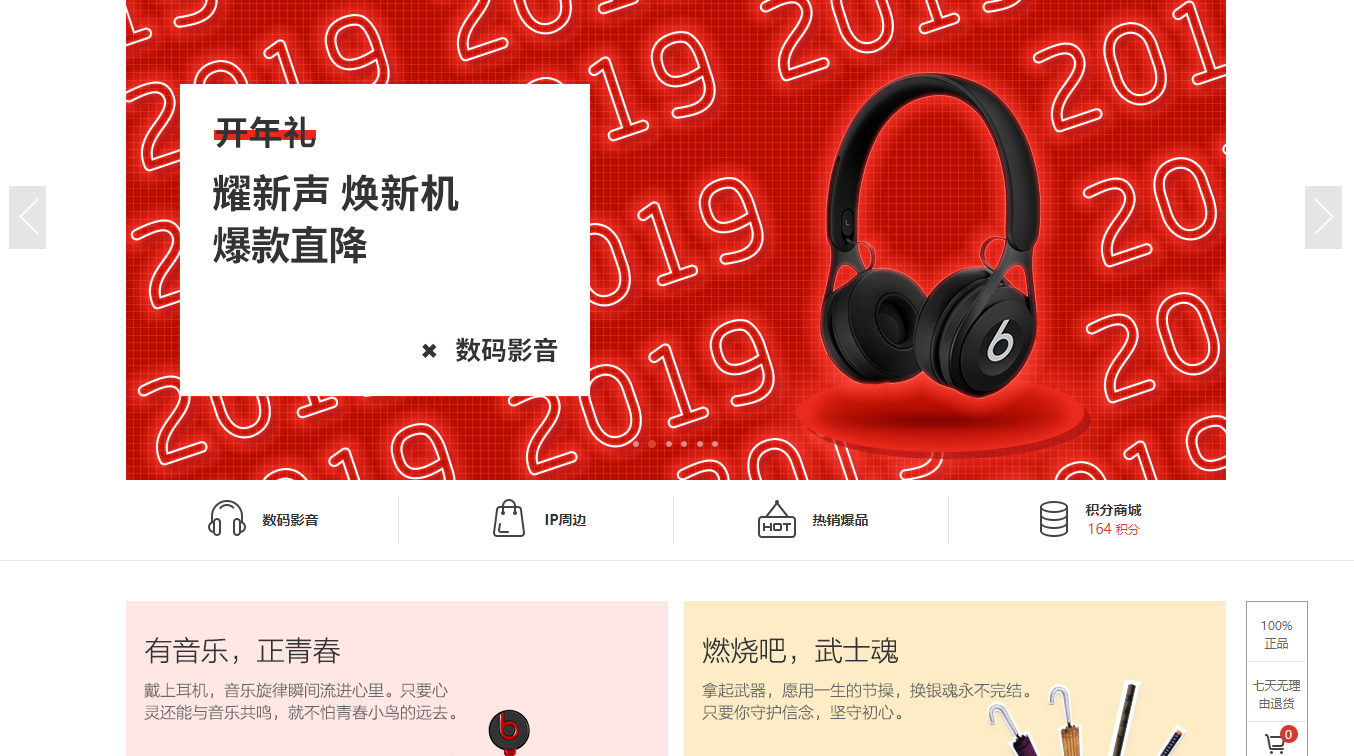 2019
开年礼
耀新声 焕新机
爆款直降
✖ 数码影音
数码影音
IP周边
HOT
热销爆品
积分商城
164 积分
有音乐，正青春
戴上耳机，音乐旋律瞬间流进心里。只要心
灵还能与音乐共鸣，就不怕青春小鸟的远去。
燃烧吧，武士魂
拿起武器，愿用一生的节操，换银魂永不完结。
只要你守护信念，坚守初心。
100%
正品
七天无理
由退货
0